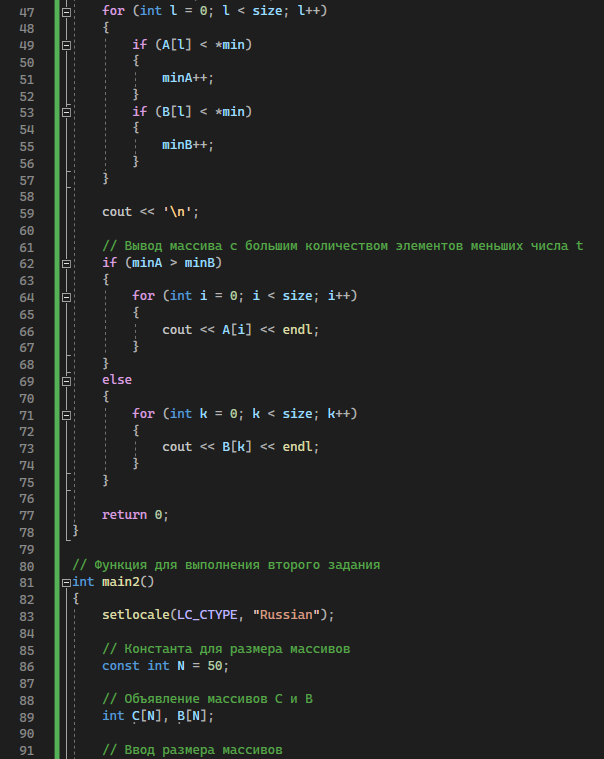 47 for (int l = 0; l < size; l++)
48 {
49 if (A[l] < *min)
50 {
51 minA++;
52 }
53 if (B[l] < *min)
54 {
55 minB++;
56 }
57 }
58
59 cout << '\n';
60
61 // Вывод массива с большим количеством элементов меньших числа t
62 if (minA > minB)
63 {
64 for (int i = 0; i < size; i++)
65 {
66 cout << A[i] << endl;
67 }
68 }
69 else
70 {
71 for (int k = 0; k < size; k++)
72 {
73 cout << B[k] << endl;
74 }
75 }
76
77 return 0;
78 }
79
80 // Функция для выполнения второго задания
81 int main2()
82 {
83 setlocale(LC_CTYPE, "Russian");
84
85 // Константа для размера массивов
86 const int N = 50;
87
88 // Объявление массивов C и B
89 int C[N], B[N];
90
91 // Ввод размера массивов